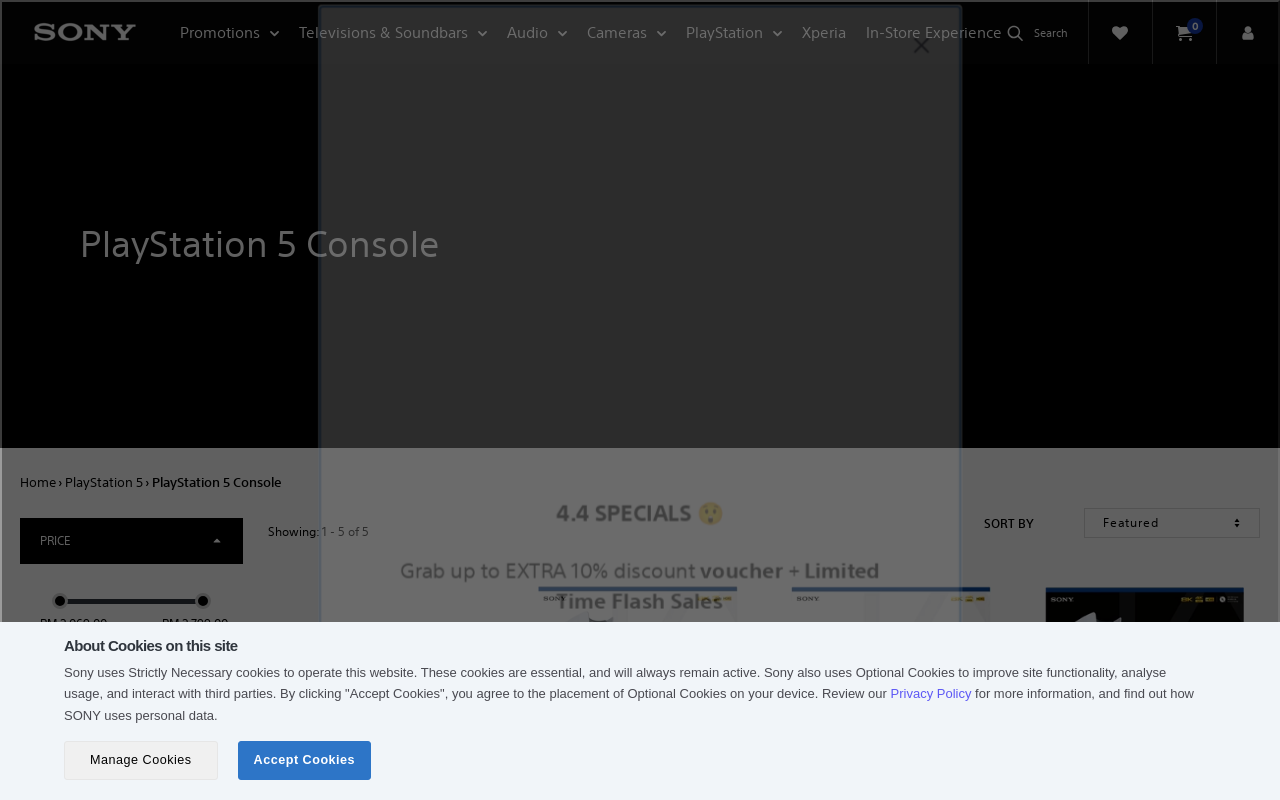 SONY
Promotions Televisions & Soundbars Audio Cameras PlayStation Xperia In-Store Experience Search 0
PlayStation 5 Console
Home › PlayStation 5 › PlayStation 5 Console
PRICE
Showing: 1 - 5 of 5
SORT BY Featured
4.4 SPECIALS 😲
Grab up to EXTRA 10% discount voucher + Limited
Time Flash Sales
SONY
SONY
SONY
About Cookies on this site
Sony uses Strictly Necessary cookies to operate this website. These cookies are essential, and will always remain active. Sony also uses Optional Cookies to improve site functionality, analyse
usage, and interact with third parties. By clicking "Accept Cookies", you agree to the placement of Optional Cookies on your device. Review our Privacy Policy for more information, and find out how
SONY uses personal data.
Manage Cookies Accept Cookies